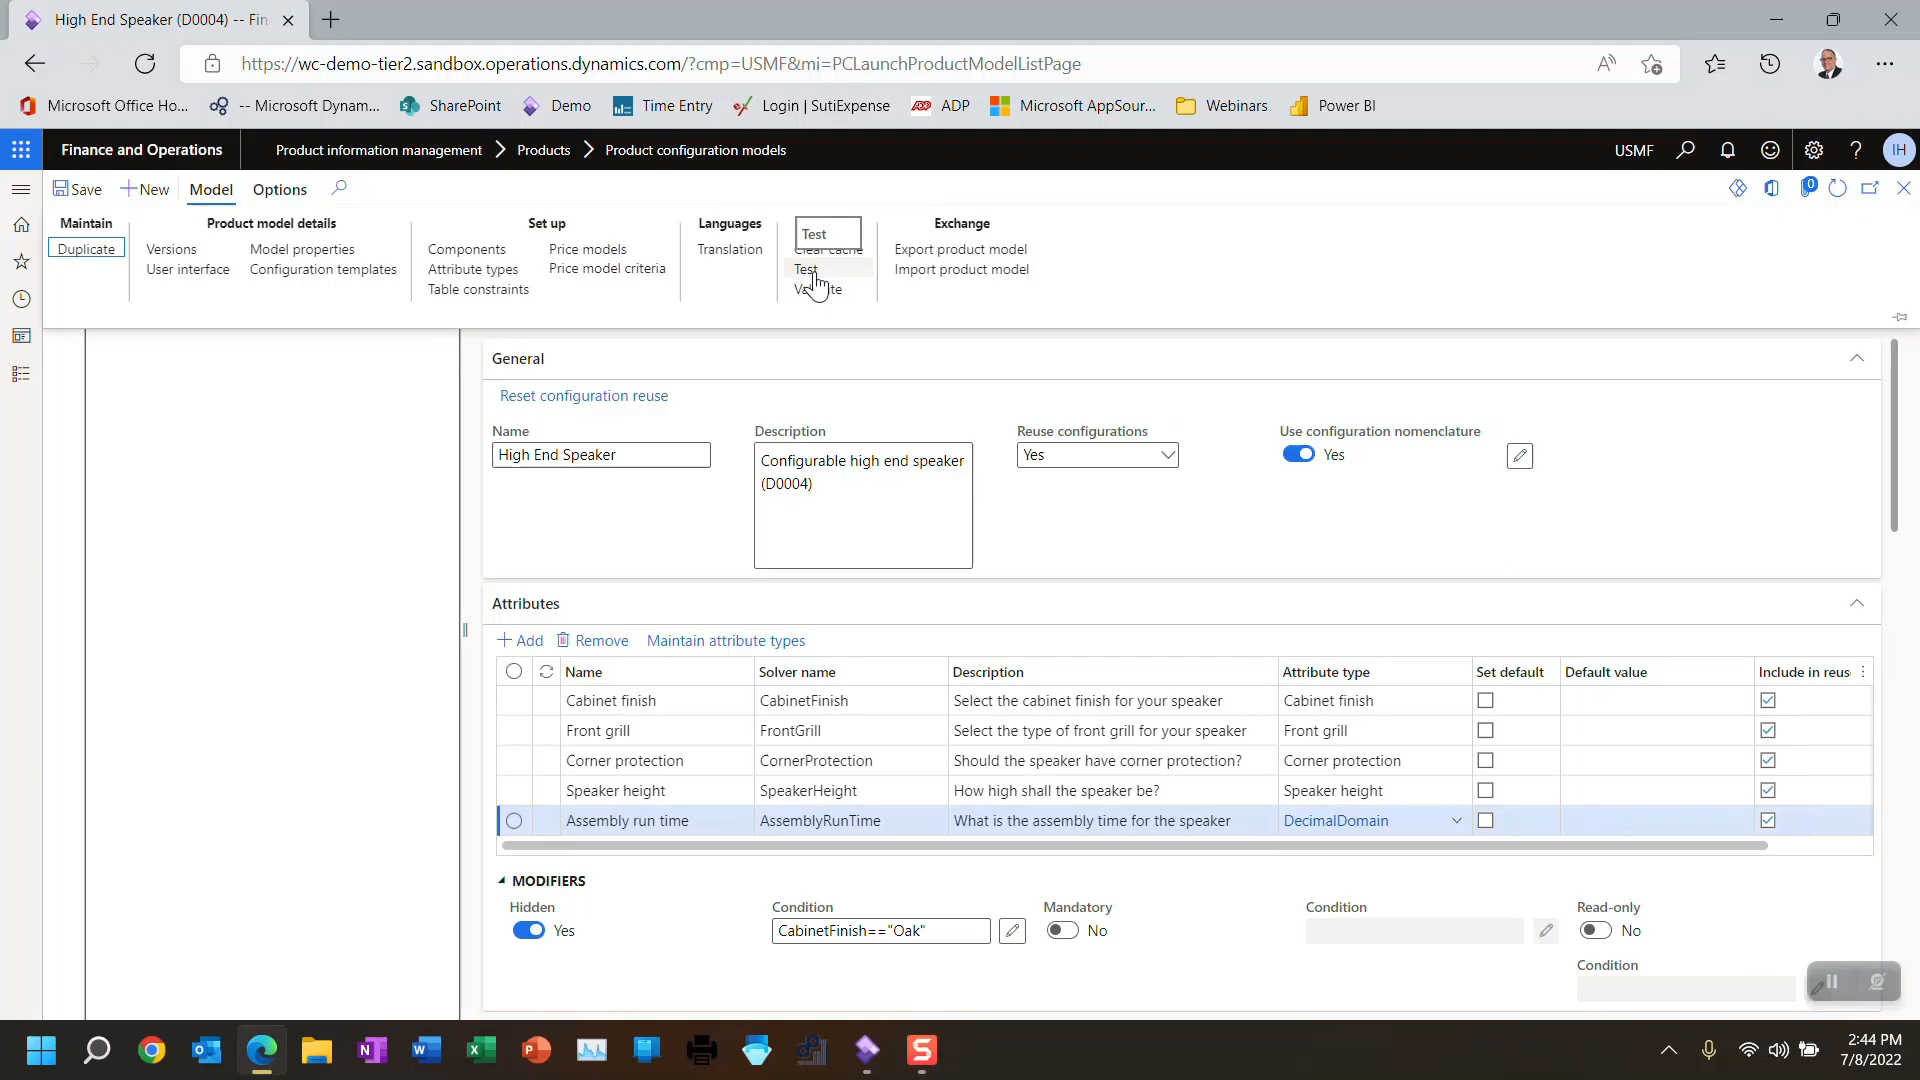 High End Speaker (D0004) -- Fin
https://wc-demo-tier2.sandbox.operations.dynamics.com/?cmp=USMF&mi=PCLaunchProductModelListPage
Microsoft Office Ho... -- Microsoft Dynam... SharePoint Demo Time Entry Login | SutiExpense ADP Microsoft AppSour... Webinars Power BI
Finance and Operations Product information management Products Product configuration models USMF ? IH
Save New Model Options 0
Maintain Product model details Set up Languages Test Exchange
Duplicate Versions Model properties Components Price models Translation Clear cache Export product model
User interface Configuration templates Attribute types Price model criteria Test Import product model
Table constraints
General
Reset configuration reuse
Name Description Reuse configurations Use configuration nomenclature
High End Speaker Configurable high end speaker Yes Yes
(D0004)
Attributes
Add Remove Maintain attribute types
Name Solver name Description Attribute type Set default Default value Include in reus
Cabinet finish CabinetFinish Select the cabinet finish for your speaker Cabinet finish
Front grill FrontGrill Select the type of front grill for your speaker Front grill
Corner protection CornerProtection Should the speaker have corner protection? Corner protection
Speaker height SpeakerHeight How high shall the speaker be? Speaker height
Assembly run time AssemblyRunTime What is the assembly time for the speaker DecimalDomain
MODIFIERS
Hidden Condition Mandatory Condition Read-only
Yes CabinetFinish=="Oak" No No
Condition
2:44 PM
7/8/2022